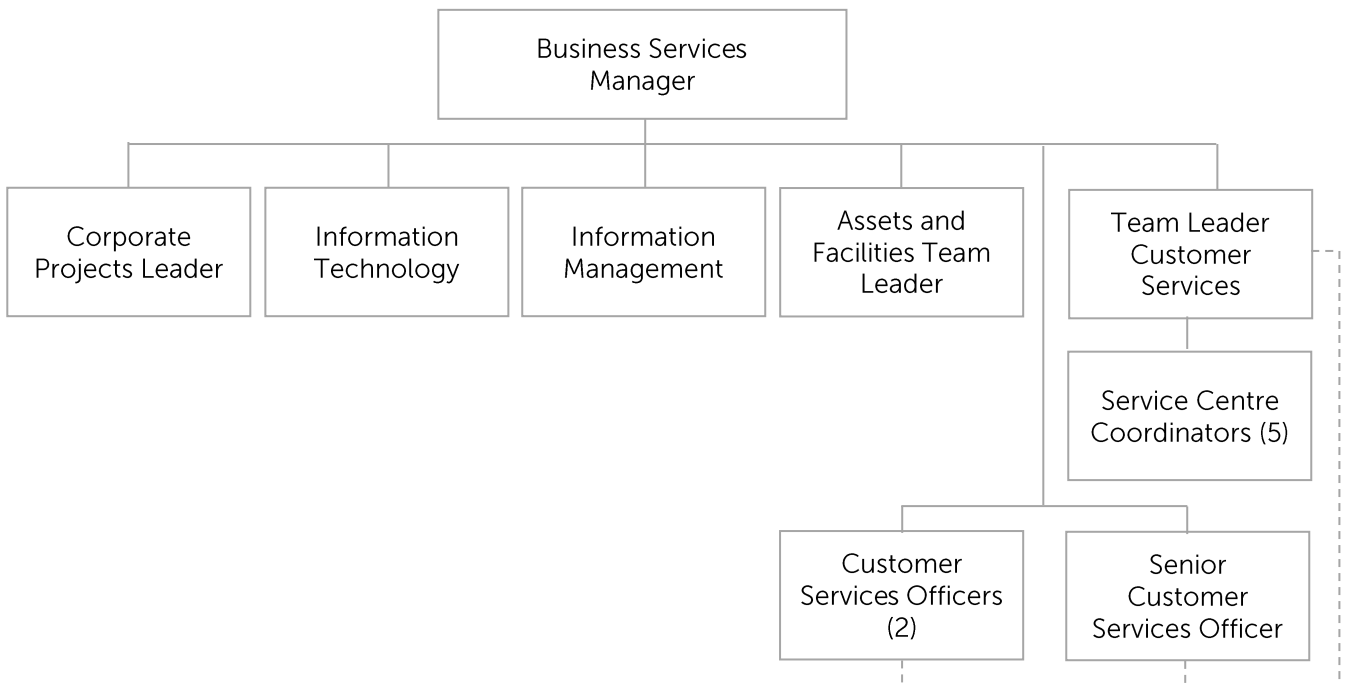 Business Services
Manager
Corporate
Projects Leader
Information
Technology
Information
Management
Assets and
Facilities Team
Leader
Team Leader
Customer
Services
Service Centre
Coordinators (5)
Customer
Services Officers
(2)
Senior
Customer
Services Officer